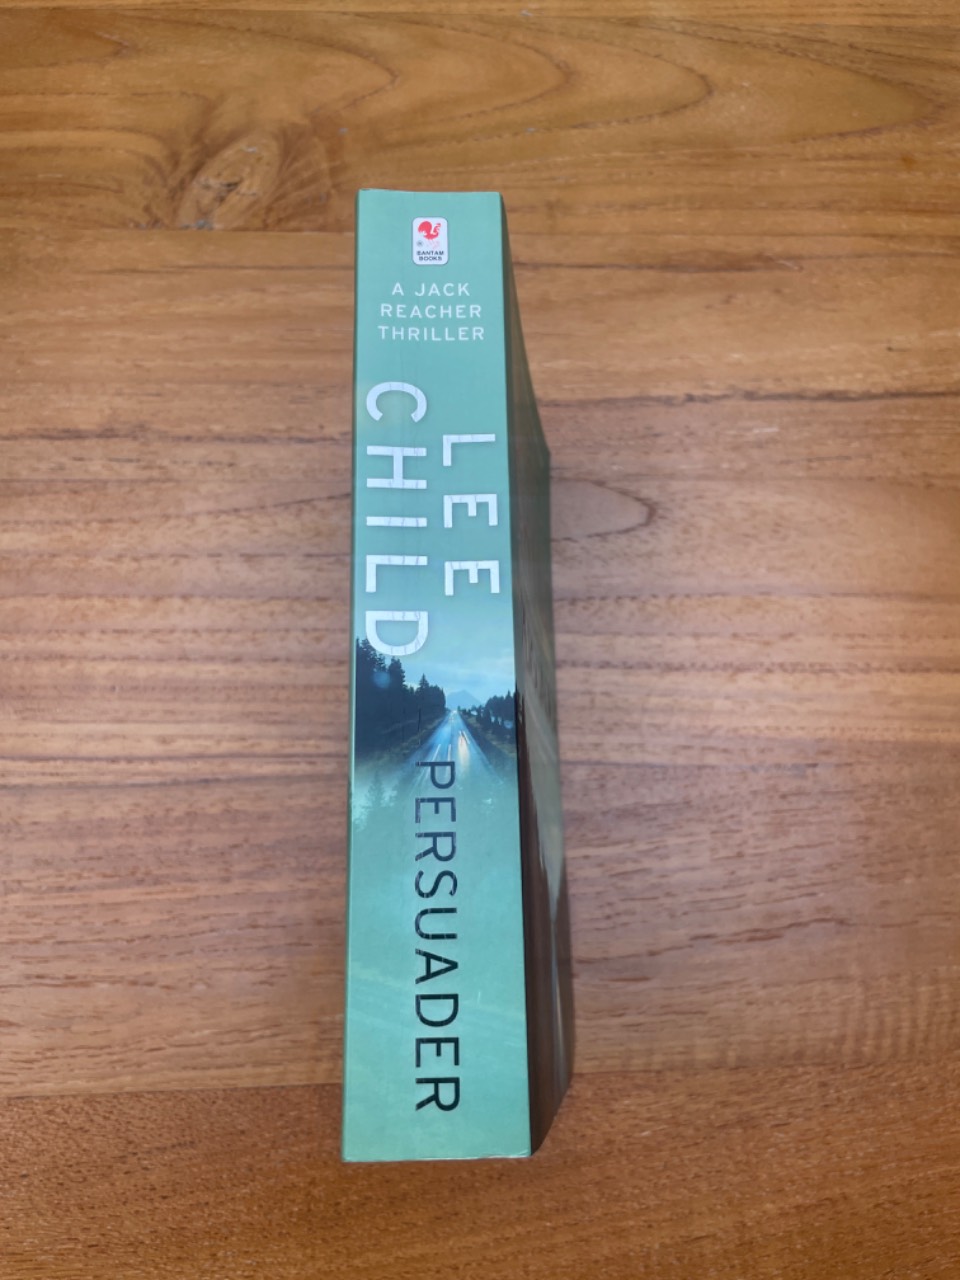 BANTAM
BOOKS
A JACK
REACHER
THRILLER
LEE
CHILD
PERSUADER